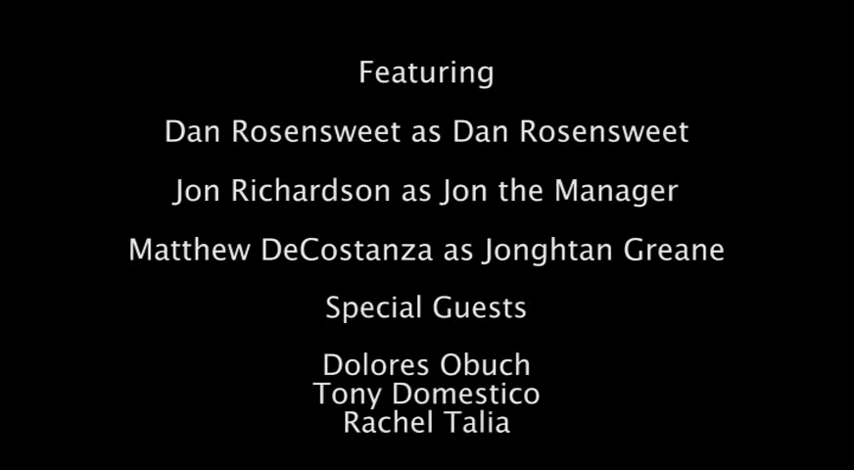 Featuring
Dan Rosensweet as Dan Rosensweet
Jon Richardson as Jon the Manager
Matthew DeCostanza as Jonghtan Greane
Special Guests
Dolores Obuch
Tony Domestico
Rachel Talia